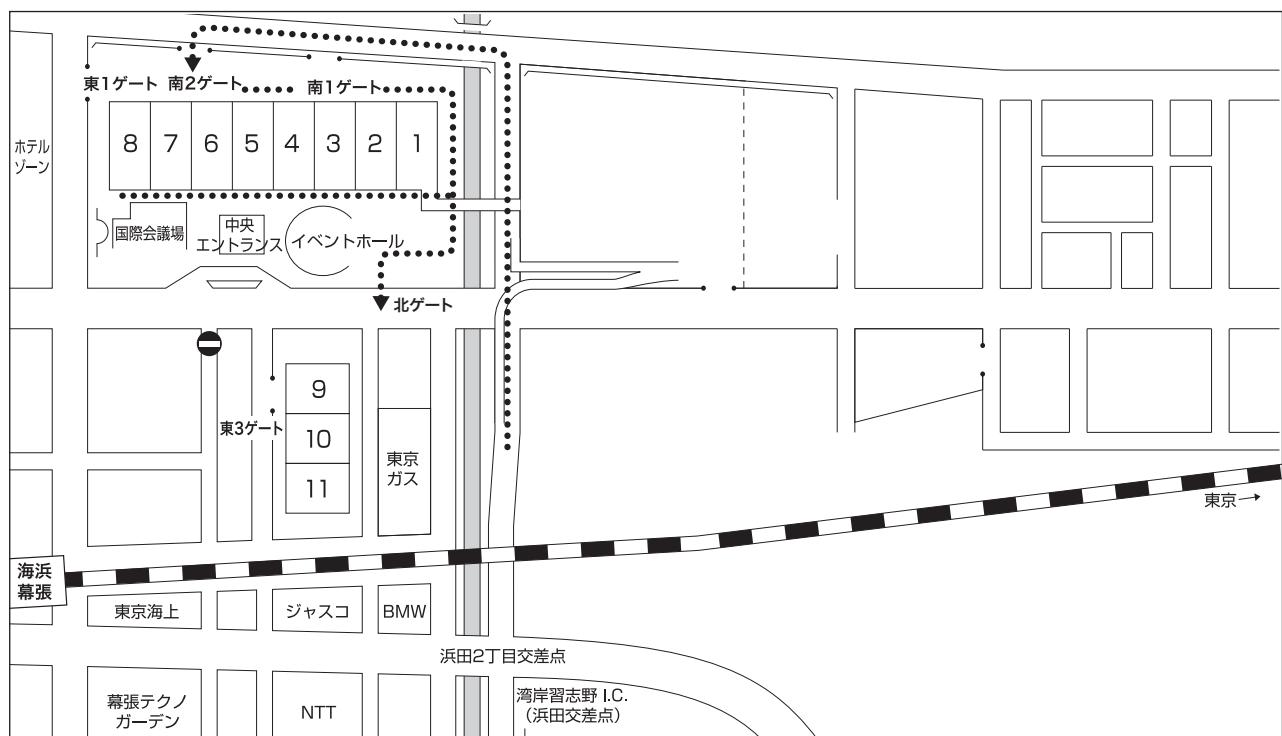 東1ゲート
南2ゲート
南1ゲート
ホテル
ゾーン
8
7
6
5
4
3
2
1
国際会議場
中央
エントランス
イベントホール
北ゲート
9
東3ゲート
10
11
東京
ガス
東京→
海浜
幕張
東京海上
ジャスコ
BMW
浜田2丁目交差点
幕張テクノ
ガーデン
NTT
湾岸習志野 I.C.
(浜田交差点)